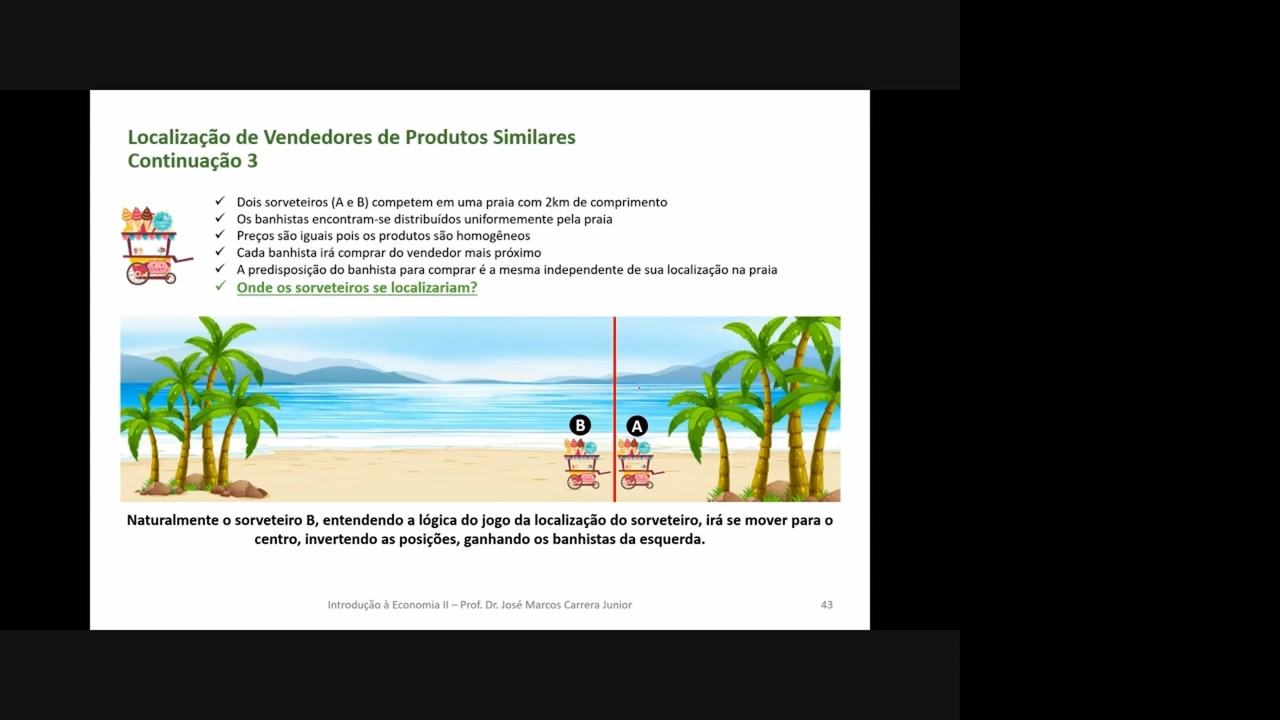 Localização de Vendedores de Produtos Similares
Continuação 3
Dois sorveteiros (A e B) competem em uma praia com 2km de comprimento
Os banhistas encontram-se distribuídos uniformemente pela praia
Preços são iguais pois os produtos são homogêneos
Cada banhista irá comprar do vendedor mais próximo
A predisposição do banhista para comprar é a mesma independente de sua localização na praia
Onde os sorveteiros se localizariam?
B A
Naturalmente o sorveteiro B, entendendo a lógica do jogo da localização do sorveteiro, irá se mover para o
centro, invertendo as posições, ganhando os banhistas da esquerda.
Introdução à Economia II – Prof. Dr. José Marcos Carrera Junior 43